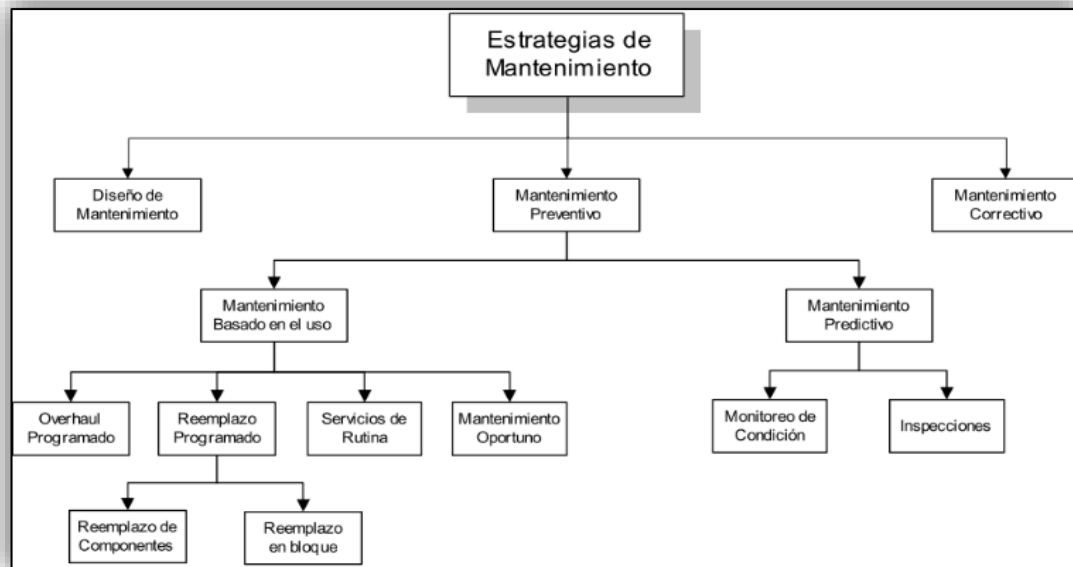 Estrategias de
Mantenimiento
Diseño de
Mantenimiento
Mantenimiento
Preventivo
Mantenimiento
Correctivo
Mantenimiento
Basado en el uso
Mantenimiento
Predictivo
Overhaul
Programado
Reemplazo
Programado
Servicios de
Rutina
Mantenimiento
Oportuno
Monitoreo de
Condición
Inspecciones
Reemplazo de
Componentes
Reemplazo
en bloque